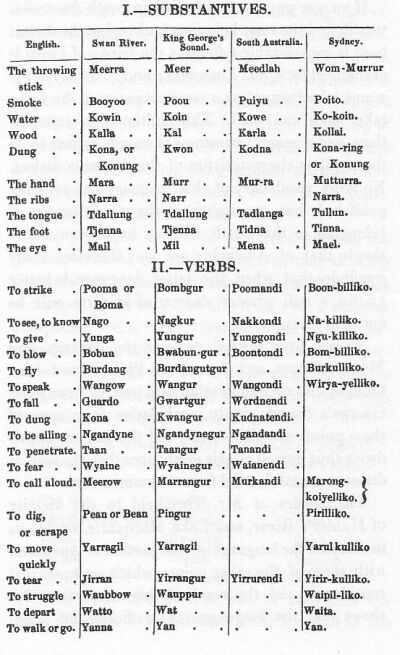 I.—SUBSTANTIVES.
English. Swan River. King George's Sound. South Australia. Sydney.
The throwing stick . Meerra . Meer . . Meedlah . Wom-Murrur
Smoke . Booyoo . Poou . Puiyu . Poito.
Water . Kowin . Koin . Kowe . Ko-koin.
Wood . Kalla . Kal . Karla . Kollai.
Dung . Kona, or Konung Kwon . Kodna . Kona-ring or Konung
The hand . Mara . Murr . Mur-ra . Mutturra.
The ribs . Narra . Narr . . . . Narra.
The tongue . Tdallung . Tdallung . Tadlanga . Tullun.
The foot . Tjenna . Tjenna . Tidna . Tinna.
The eye . Mail . Mil . Mena . Mael.
II.—VERBS.
To strike . Pooma or Boma Bombgur . Poomandi . Boon-billiko.
To see, to know Nago . Nagkur . Nakkondi . Na-killiko.
To give . Yunga . Yungur . Yunggondi . Ngu-killiko.
To blow . Bobun . Bwabun-gur . Boontondi . Bom-billiko.
To fly . Burdang . Burdangutgur . . . . Burkulliko.
To speak . Wangow . Wangur . Wangondi . Wirya-yelliko.
To fall . Guardo . Gwartgur . Wordnendi .
To dung . Kona . Kwangur . Kudnatendi.
To be ailing . Ngandyne . Ngandynegur . Ngandandi .
To penetrate. Taan . Taangur . Tanandi .
To fear . Wyaine . Wyainegur . Waianendi .
To call aloud. Meerow . Marrangur . Murkandi . Marong-koiyelliko. }
To dig, or scrape Pean or Bean Pingur . . . . Pirilliko.
To move quickly Yarragil . Yarragil . . . . Yarul kulliko
To tear . Jirran . Yirrangur . Yirrurendi . Yirir-kulliko.
To struggle . Waubbow . Wauppur . . . . Waipil-liko.
To depart . Watto . Wat . . . . Waita.
To walk or go. Yanna . Yan . . . . Yan.